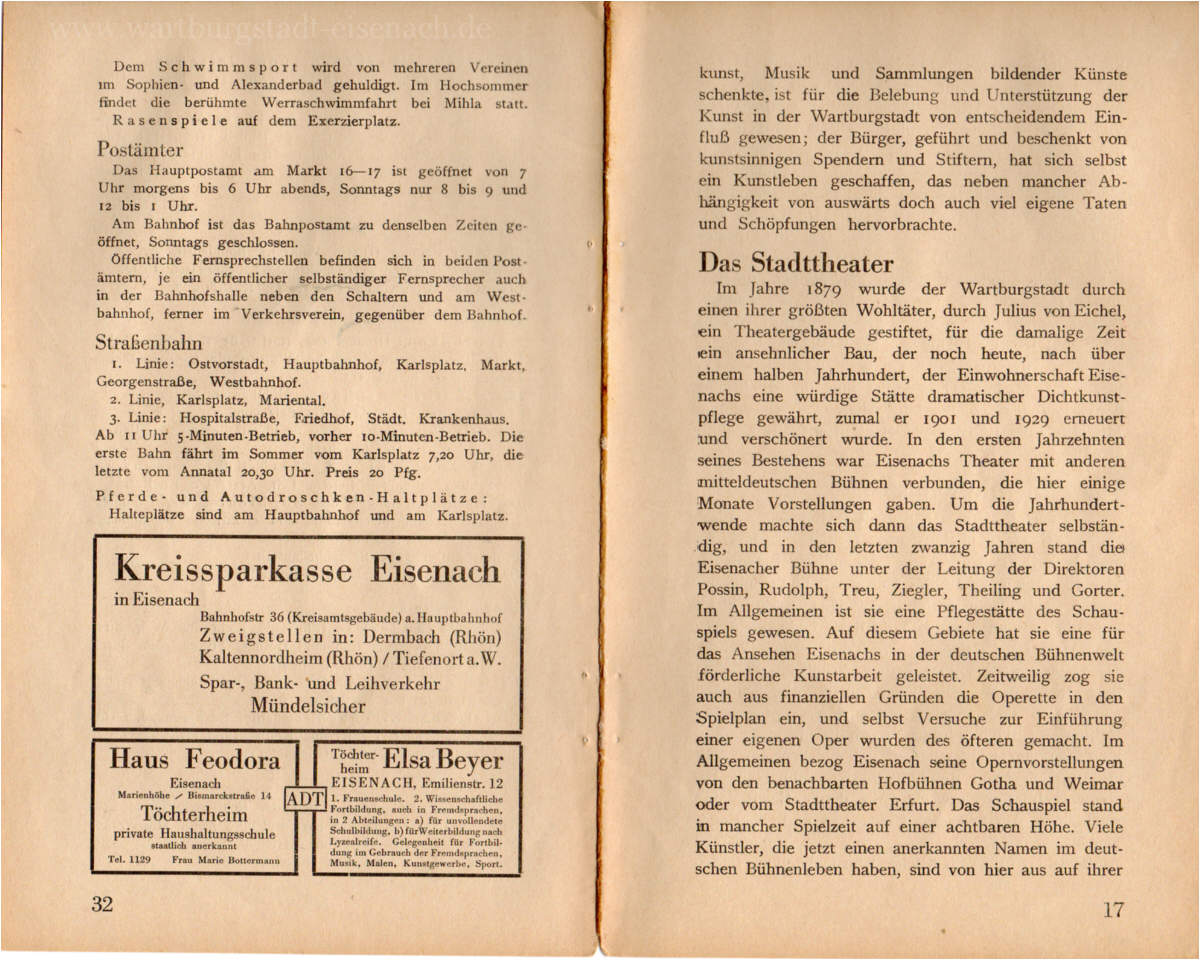 www.wartburgstadt-eisenach.de
Dem Schwimmsport wird von mehreren Vereinen
im Sophien- und Alexanderbad gehuldigt. Im Hochsommer
findet die berühmte Werraschwimmfahrt bei Mihla statt.
Rasenspiele auf dem Exerzierplatz.
Postämter
Das Hauptpostamt am Markt 16—17 ist geöffnet von 7
Uhr morgens bis 6 Uhr abends, Sonntags nur 8 bis 9 und
12 bis 1 Uhr.
Am Bahnhof ist das Bahnpostamt zu denselben Zeiten ge-
öffnet, Sonntags geschlossen.
Öffentliche Fernsprechstellen befinden sich in beiden Post-
ämtern, je ein öffentlicher selbständiger Fernsprecher auch
in der Bahnhofshalle neben den Schaltern und am West-
bahnhof, ferner im Verkehrsverein, gegenüber dem Bahnhof.
Straßenbahn
1. Linie: Ostvorstadt, Hauptbahnhof, Karlsplatz, Markt,
Georgenstraße, Westbahnhof.
2. Linie, Karlsplatz, Mariental.
3. Linie: Hospitalstraße, Friedhof, Städt. Krankenhaus.
Ab 11 Uhr 5-Minuten-Betrieb, vorher 10-Minuten-Betrieb. Die
erste Bahn fährt im Sommer vom Karlsplatz 7,20 Uhr, die
letzte vom Annatal 20,30 Uhr. Preis 20 Pfg.
Pferde- und Autodroschken-Haltplätze:
Halteplätze sind am Hauptbahnhof und am Karlsplatz.
Kreissparkasse Eisenach
in Eisenach
Bahnhofstr 36 (Kreisamtsgebäude) a. Hauptbahnhof
Zweigstellen in: Dermbach (Rhön)
Kaltennordheim (Rhön) / Tiefenort a.W.
Spar-, Bank- und Leihverkehr
Mündelsicher
Haus Feodora
Eisenach
Marienhöhe / Bismarckstraße 14
Töchterheim
private Haushaltungsschule
staatlich anerkannt
Tel. 1129 Frau Marie Bottermann
ADT
Töchter-
heim Elsa Beyer
EISENACH, Emilienstr. 12
1. Frauenschule. 2. Wissenschaftliche
Fortbildung, auch in Fremdsprachen,
in 2 Abteilungen: a) für unvollendete
Schulbildung, b) für Weiterbildung nach
Lyzealreife. Gelegenheit für Fortbil-
dung im Gebrauch der Fremdsprachen,
Musik, Malen, Kunstgewerbe, Sport.
32
kunst, Musik und Sammlungen bildender Künste
schenkte, ist für die Belebung und Unterstützung der
Kunst in der Wartburgstadt von entscheidendem Ein-
fluß gewesen; der Bürger, geführt und beschenkt von
kunstsinnigen Spendern und Stiftern, hat sich selbst
ein Kunstleben geschaffen, das neben mancher Ab-
hängigkeit von auswärts doch auch viel eigene Taten
und Schöpfungen hervorbrachte.
Das Stadttheater
Im Jahre 1879 wurde der Wartburgstadt durch
einen ihrer größten Wohltäter, durch Julius von Eichel,
ein Theatergebäude gestiftet, für die damalige Zeit
ein ansehnlicher Bau, der noch heute, nach über
einem halben Jahrhundert, der Einwohnerschaft Eise-
nachs eine würdige Stätte dramatischer Dichtkunst-
pflege gewährt, zumal er 1901 und 1929 erneuert
und verschönert wurde. In den ersten Jahrzehnten
seines Bestehens war Eisenachs Theater mit anderen
mitteldeutschen Bühnen verbunden, die hier einige
Monate Vorstellungen gaben. Um die Jahrhundert-
wende machte sich dann das Stadttheater selbstän-
dig, und in den letzten zwanzig Jahren stand die
Eisenacher Bühne unter der Leitung der Direktoren
Possin, Rudolph, Treu, Ziegler, Theiling und Gorter.
Im Allgemeinen ist sie eine Pflegestätte des Schau-
spiels gewesen. Auf diesem Gebiete hat sie eine für
das Ansehen Eisenachs in der deutschen Bühnenwelt
förderliche Kunstarbeit geleistet. Zeitweilig zog sie
auch aus finanziellen Gründen die Operette in den
Spielplan ein, und selbst Versuche zur Einführung
einer eigenen Oper wurden des öfteren gemacht. Im
Allgemeinen bezog Eisenach seine Opernvorstellungen
von den benachbarten Hofbühnen Gotha und Weimar
oder vom Stadttheater Erfurt. Das Schauspiel stand
in mancher Spielzeit auf einer achtbaren Höhe. Viele
Künstler, die jetzt einen anerkannten Namen im deut-
schen Bühnenleben haben, sind von hier aus auf ihrer
17